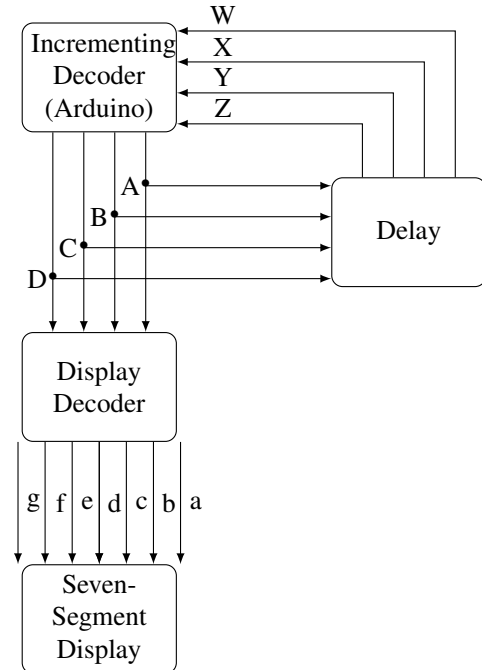 W
Incrementing
Decoder
(Arduino)
X
Y
Z
A
B
C
D
Delay
Display
Decoder
g f e d c b a
Seven-
Segment
Display